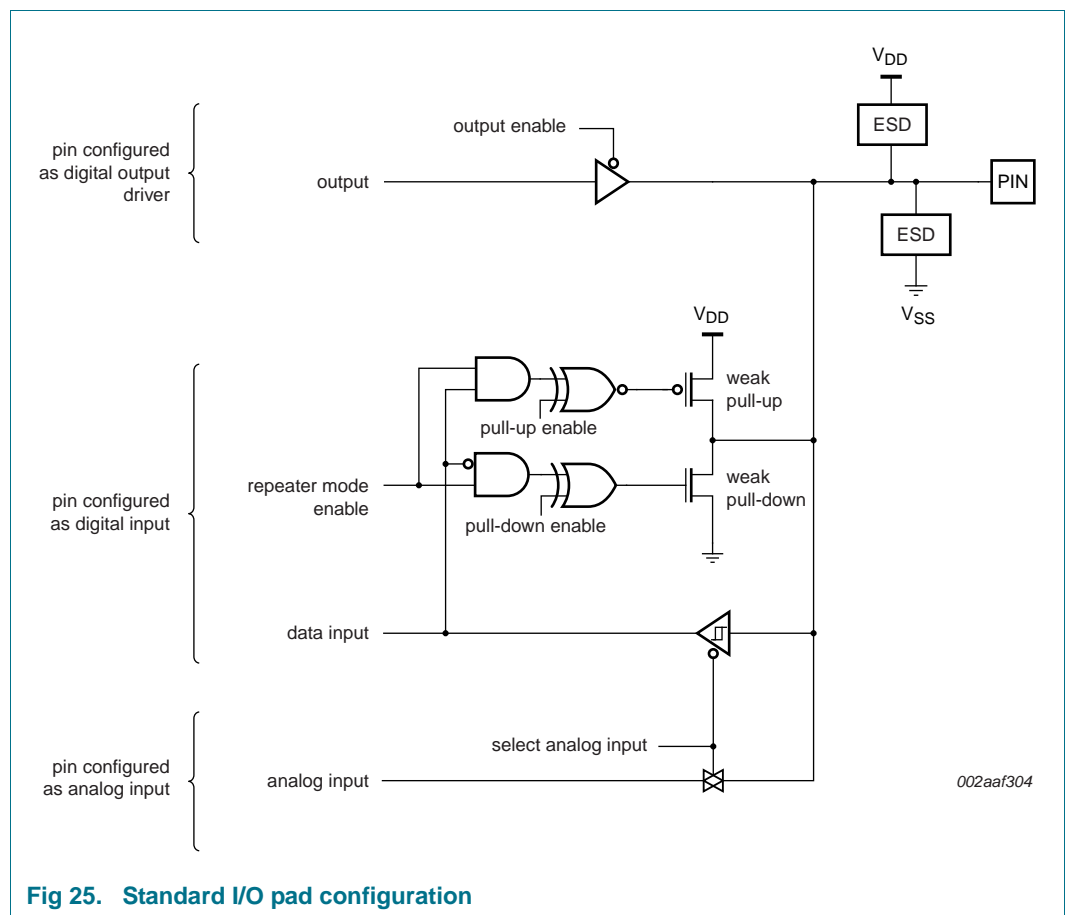 VDD
ESD
output enable
pin configured
as digital output
driver
output
PIN
ESD
VSS
VDD
weak
pull-up
pull-up enable
pin configured
as digital input
repeater mode
enable
weak
pull-down
pull-down enable
data input
select analog input
pin configured
as analog input
analog input
002aaf304
Fig 25. Standard I/O pad configuration